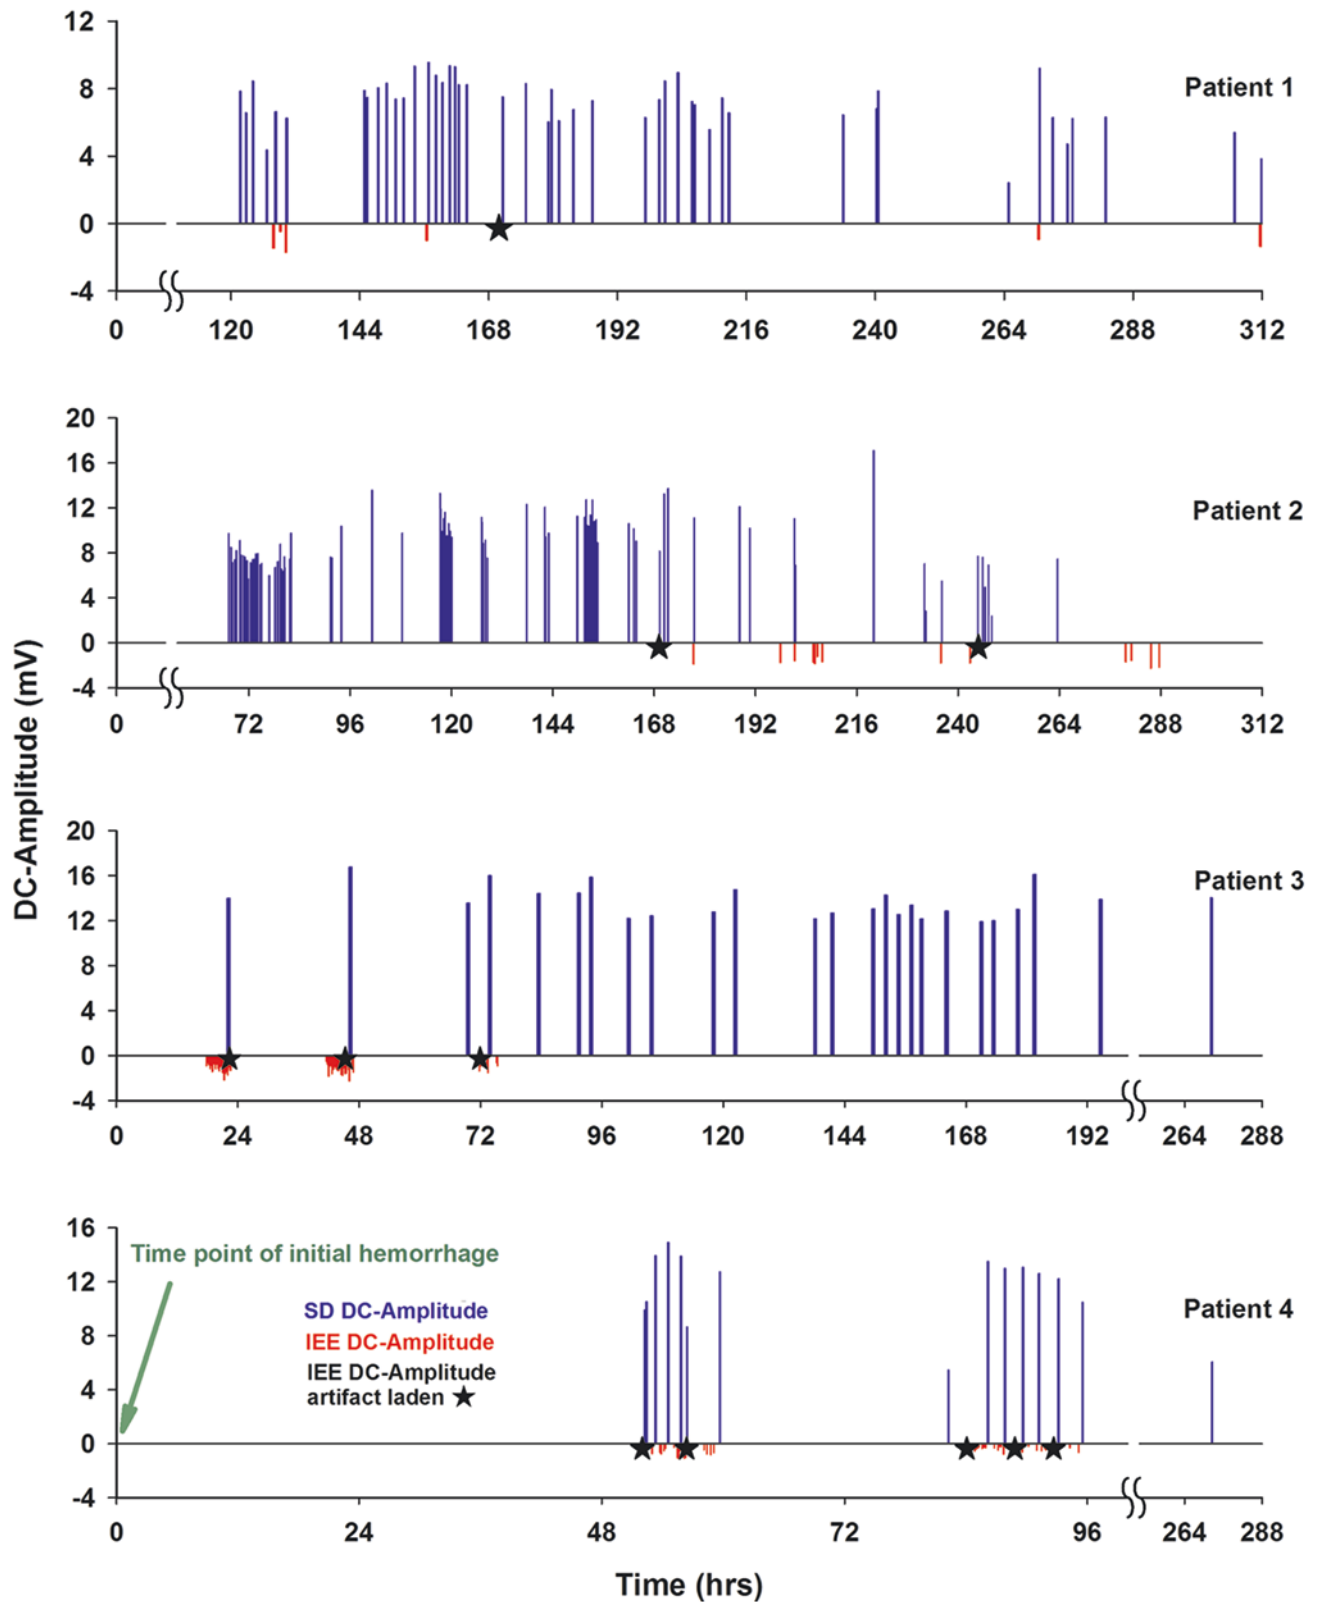 12
8
4
0
-4
Patient 1
0 120 144 168 192 216 240 264 288 312
20
16
12
8
4
0
-4
Patient 2
0 72 96 120 144 168 192 216 240 264 288 312
DC-Amplitude (mV)
20
16
12
8
4
0
-4
Patient 3
0 24 48 72 96 120 144 168 192 264 288
16
12
8
4
0
-4
Time point of initial hemorrhage
SD DC-Amplitude
IEE DC-Amplitude
IEE DC-Amplitude
artifact laden ★
Patient 4
0 24 48 72 96 264 288
Time (hrs)